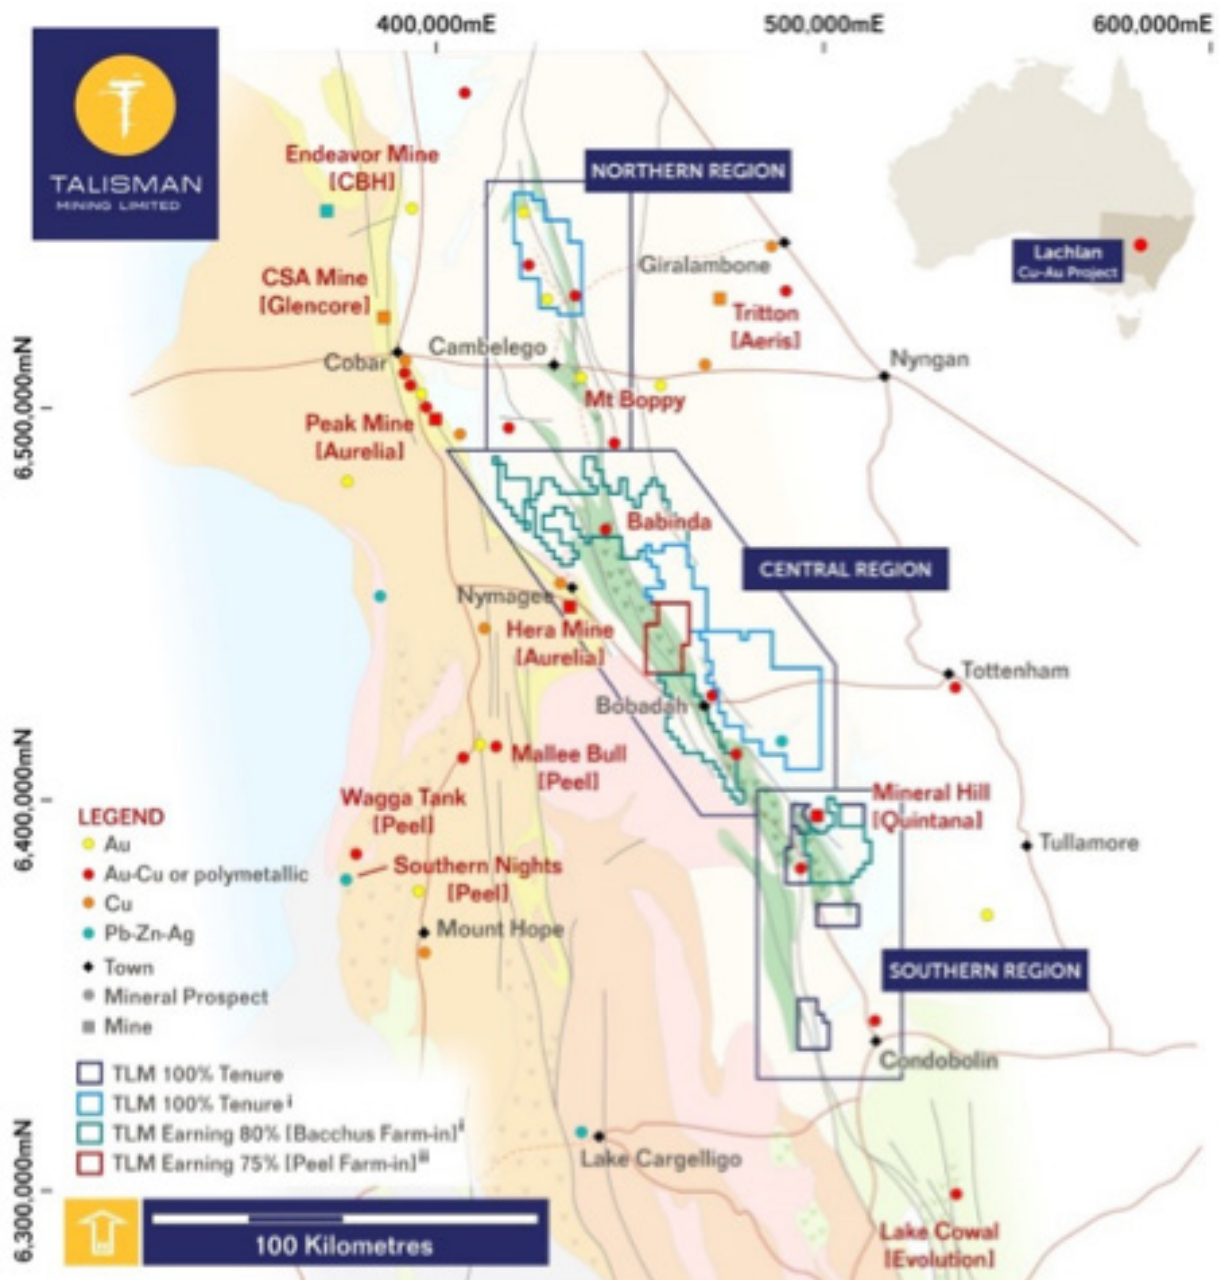 400,000mE
500,000mE
600,000mE
TALISMAN
MINING LIMITED
Endeavor Mine
[CBH]
NORTHERN REGION
Giralambone
Lachlan
Cu-Au Project
CSA Mine
[Glencore]
Tritton
[Aeris]
Cobar
Cambelego
Nyngan
6,500,000mN
Mt Boppy
Peak Mine
[Aurelia]
Babinda
CENTRAL REGION
Nymagee
Hera Mine
[Aurelia]
Tottenham
Bobadah
Mallee Bull
[Peel]
6,400,000mN
Wagga Tank
[Peel]
Mineral Hill
[Quintana]
Tullamore
Southern Nights
[Peel]
Mount Hope
SOUTHERN REGION
Condobolin
LEGEND
Au
Au-Cu or polymetallic
Cu
Pb-Zn-Ag
Town
Mineral Prospect
Mine
TLM 100% Tenure
TLM 100% Tenure i
TLM Earning 80% [Bacchus Farm-in]ii
TLM Earning 75% [Peel Farm-in]iii
Lake Cargelligo
6,300,000mN
100 Kilometres
Lake Cowal
[Evolution]